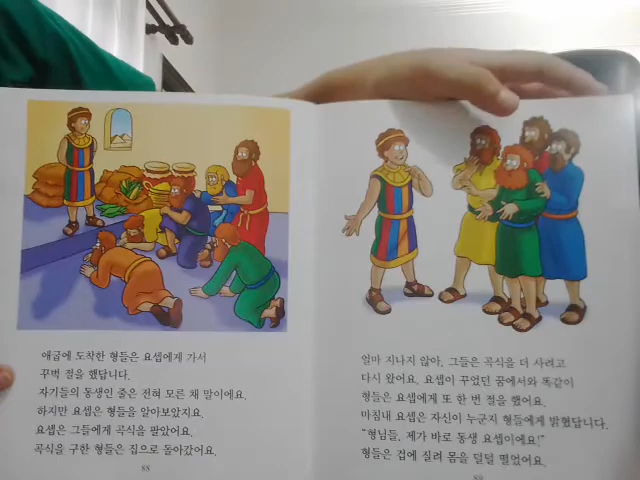 애굽에 도착한 형들은 요셉에게 가서
꾸벅 절을 했답니다.
자기들의 동생인 줄은 전혀 모른 채 말이에요.
하지만 요셉은 형들을 알아보았지요.
요셉은 그들에게 곡식을 팔았어요.
곡식을 구한 형들은 집으로 돌아갔어요.
88
얼마 지나지 않아, 그들은 곡식을 더 사려고
다시 왔어요. 요셉이 꾸었던 꿈에서와 똑같이
형들은 요셉에게 또 한 번 절을 했어요.
마침내 요셉은 자신이 누군지 형들에게 밝혔답니다.
“형님들, 제가 바로 동생 요셉이에요!”
형들은 겁에 질려 몸을 덜덜 떨었어요.
89